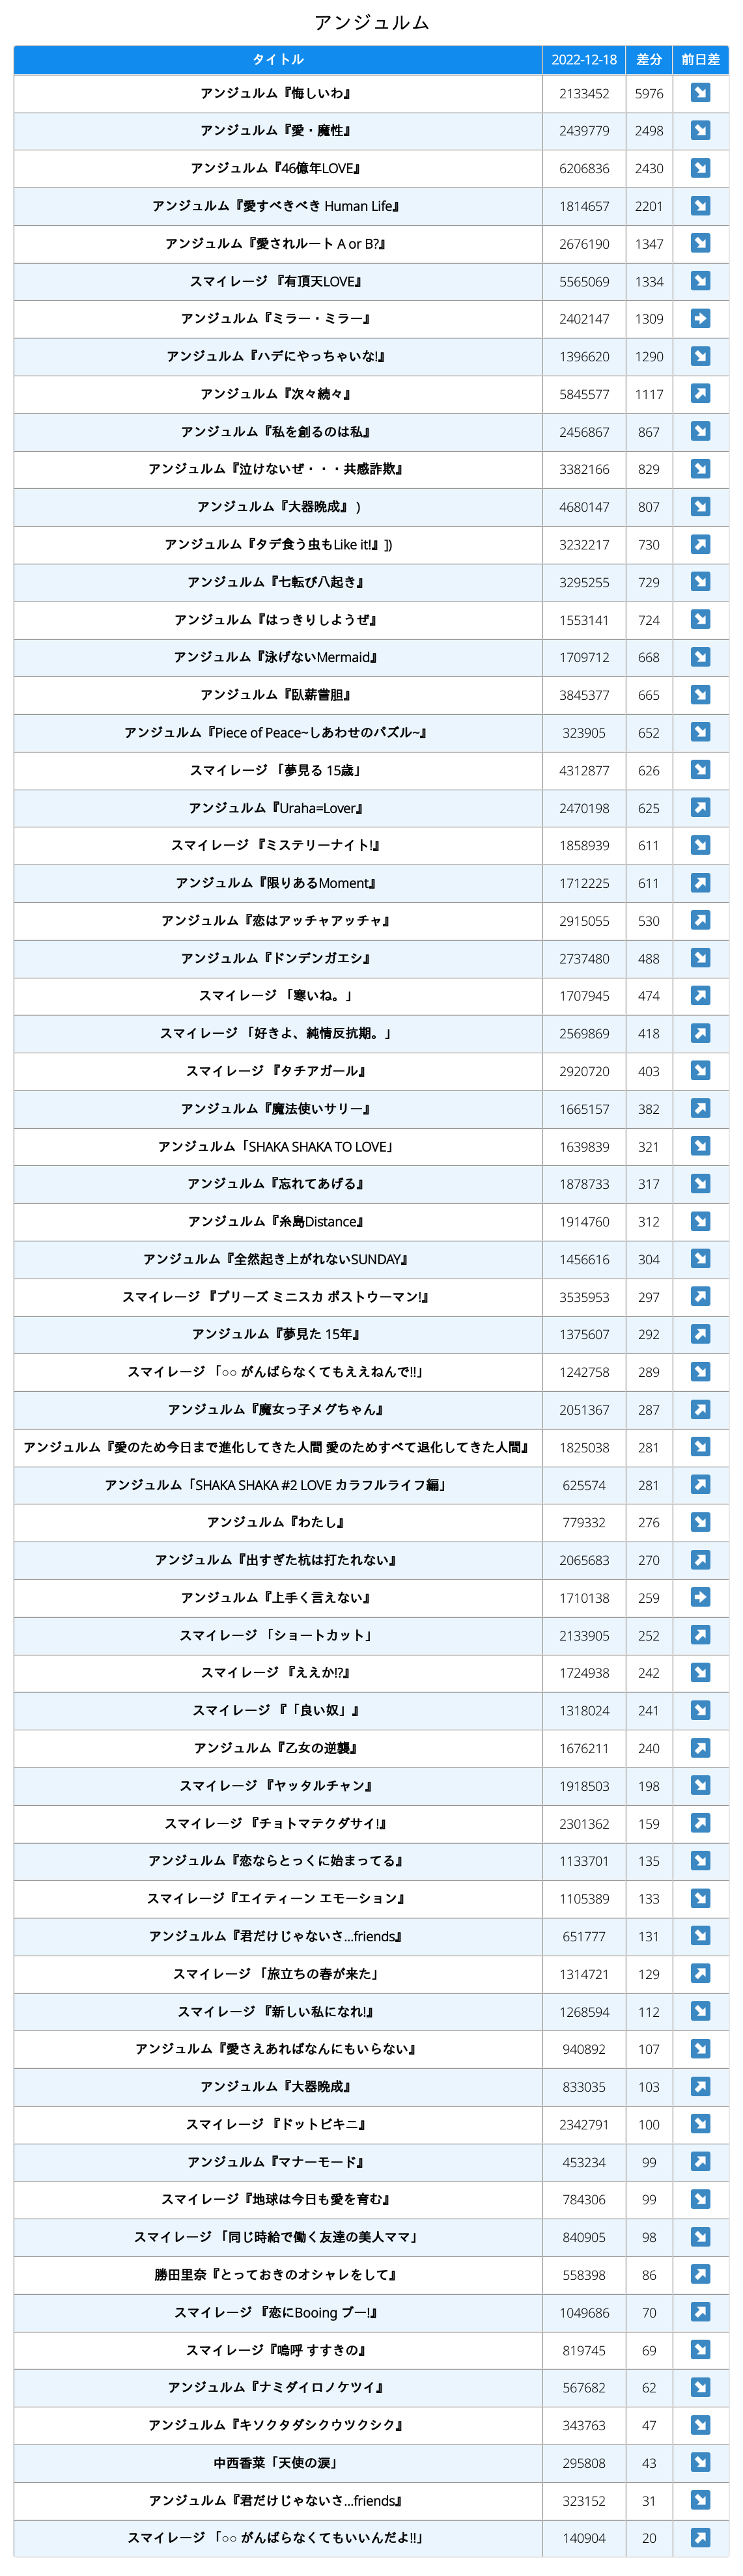 アンジュルム
タイトル 2022-12-18 差分 前日差
アンジュルム『悔しいわ』 2133452 5976 ↘
アンジュルム『愛・魔性』 2439779 2498 ↘
アンジュルム『46億年LOVE』 6206836 2430 ↘
アンジュルム『愛すべきべき Human Life』 1814657 2201 ↘
アンジュルム『愛されルート A or B?』 2676190 1347 ↘
スマイレージ 『有頂天LOVE』 5565069 1334 ↘
アンジュルム『ミラー・ミラー』 2402147 1309 ➡
アンジュルム『ハデにやっちゃいな!』 1396620 1290 ↘
アンジュルム『次々続々』 5845577 1117 ↗
アンジュルム『私を創るのは私』 2456867 867 ↘
アンジュルム『泣けないぜ・・・共感詐欺』 3382166 829 ↘
アンジュルム『大器晩成』 ) 4680147 807 ↘
アンジュルム『タデ食う虫もLike it!』]) 3232217 730 ↗
アンジュルム『七転び八起き』 3295255 729 ↘
アンジュルム『はっきりしようぜ』 1553141 724 ↘
アンジュルム『泳げないMermaid』 1709712 668 ↘
アンジュルム『臥薪嘗胆』 3845377 665 ↘
アンジュルム『Piece of Peace~しあわせのパズル~』 323905 652 ↘
スマイレージ 「夢見る 15歳」 4312877 626 ↘
アンジュルム『Uraha=Lover』 2470198 625 ↗
スマイレージ 『ミステリーナイト!』 1858939 611 ↘
アンジュルム『限りあるMoment』 1712225 611 ↗
アンジュルム『恋はアッチャアッチャ』 2915055 530 ↗
アンジュルム『ドンデンガエシ』 2737480 488 ↘
スマイレージ 「寒いね。」 1707945 474 ↗
スマイレージ 「好きよ、純情反抗期。」 2569869 418 ↗
スマイレージ 『タチアガール』 2920720 403 ↘
アンジュルム『魔法使いサリー』 1665157 382 ↗
アンジュルム「SHAKA SHAKA TO LOVE」 1639839 321 ↘
アンジュルム『忘れてあげる』 1878733 317 ↘
アンジュルム『糸島Distance』 1914760 312 ↘
アンジュルム『全然起き上がれないSUNDAY』 1456616 304 ↘
スマイレージ 『プリーズ ミニスカ ポストウーマン!』 3535953 297 ↗
アンジュルム『夢見た 15年』 1375607 292 ↗
スマイレージ 「○○ がんばらなくてもええねんで!!」 1242758 289 ↘
アンジュルム『魔女っ子メグちゃん』 2051367 287 ↗
アンジュルム『愛のため今日まで進化してきた人間 愛のためすべて退化してきた人間』 1825038 281 ↘
アンジュルム「SHAKA SHAKA #2 LOVE カラフルライフ編」 625574 281 ↗
アンジュルム『わたし』 779332 276 ↘
アンジュルム『出すぎた杭は打たれない』 2065683 270 ↗
アンジュルム『上手く言えない』 1710138 259 ➡
スマイレージ 「ショートカット」 2133905 252 ↗
スマイレージ 『ええか!?』 1724938 242 ↘
スマイレージ 『「良い奴」』 1318024 241 ↘
アンジュルム『乙女の逆襲』 1676211 240 ↗
スマイレージ 『ヤッタルチャン』 1918503 198 ↘
スマイレージ 『チョトマテクダサイ!』 2301362 159 ↗
アンジュルム『恋ならとっくに始まってる』 1133701 135 ↘
スマイレージ『エイティーン エモーション』 1105389 133 ↘
アンジュルム『君だけじゃないさ...friends』 651777 131 ↘
スマイレージ 「旅立ちの春が来た」 1314721 129 ↗
スマイレージ 『新しい私になれ!』 1268594 112 ↘
アンジュルム『愛さえあればなんにもいらない』 940892 107 ↘
アンジュルム『大器晩成』 833035 103 ↗
スマイレージ 『ドットビキニ』 2342791 100 ↘
アンジュルム『マナーモード』 453234 99 ↗
スマイレージ『地球は今日も愛を育む』 784306 99 ↘
スマイレージ 「同じ時給で働く友達の美人ママ」 840905 98 ↘
勝田里奈『とっておきのオシャレをして』 558398 86 ↗
スマイレージ 『恋にBooing ブー!』 1049686 70 ↗
スマイレージ『嗚呼 すすきの』 819745 69 ↘
アンジュルム『ナミダイロノケツイ』 567682 62 ↘
アンジュルム『キソクタダシクウツクシク』 343763 47 ↘
中西香菜「天使の涙」 295808 43 ↘
アンジュルム『君だけじゃないさ...friends』 323152 31 ↘
スマイレージ 「○○ がんばらなくてもいいんだよ!!」 140904 20 ↗